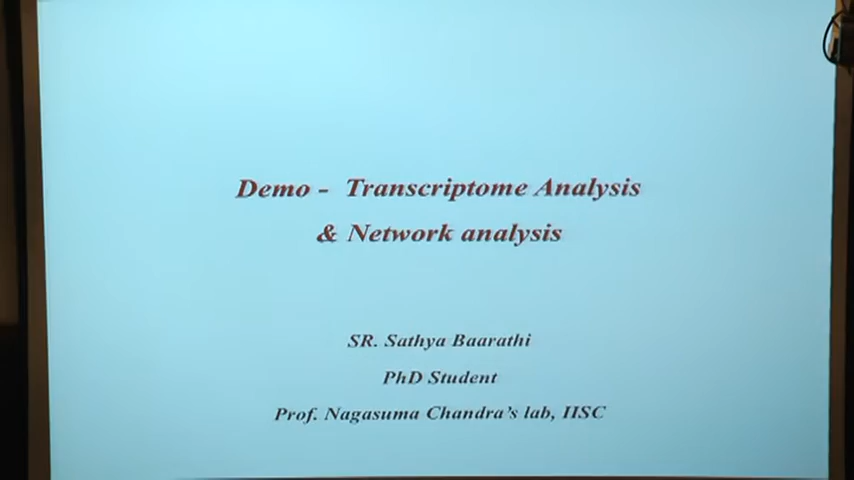 Demo - Transcriptome Analysis
& Network analysis
SR. Sathya Baarathi
PhD Student
Prof. Nagasuma Chandra's lab, IISC